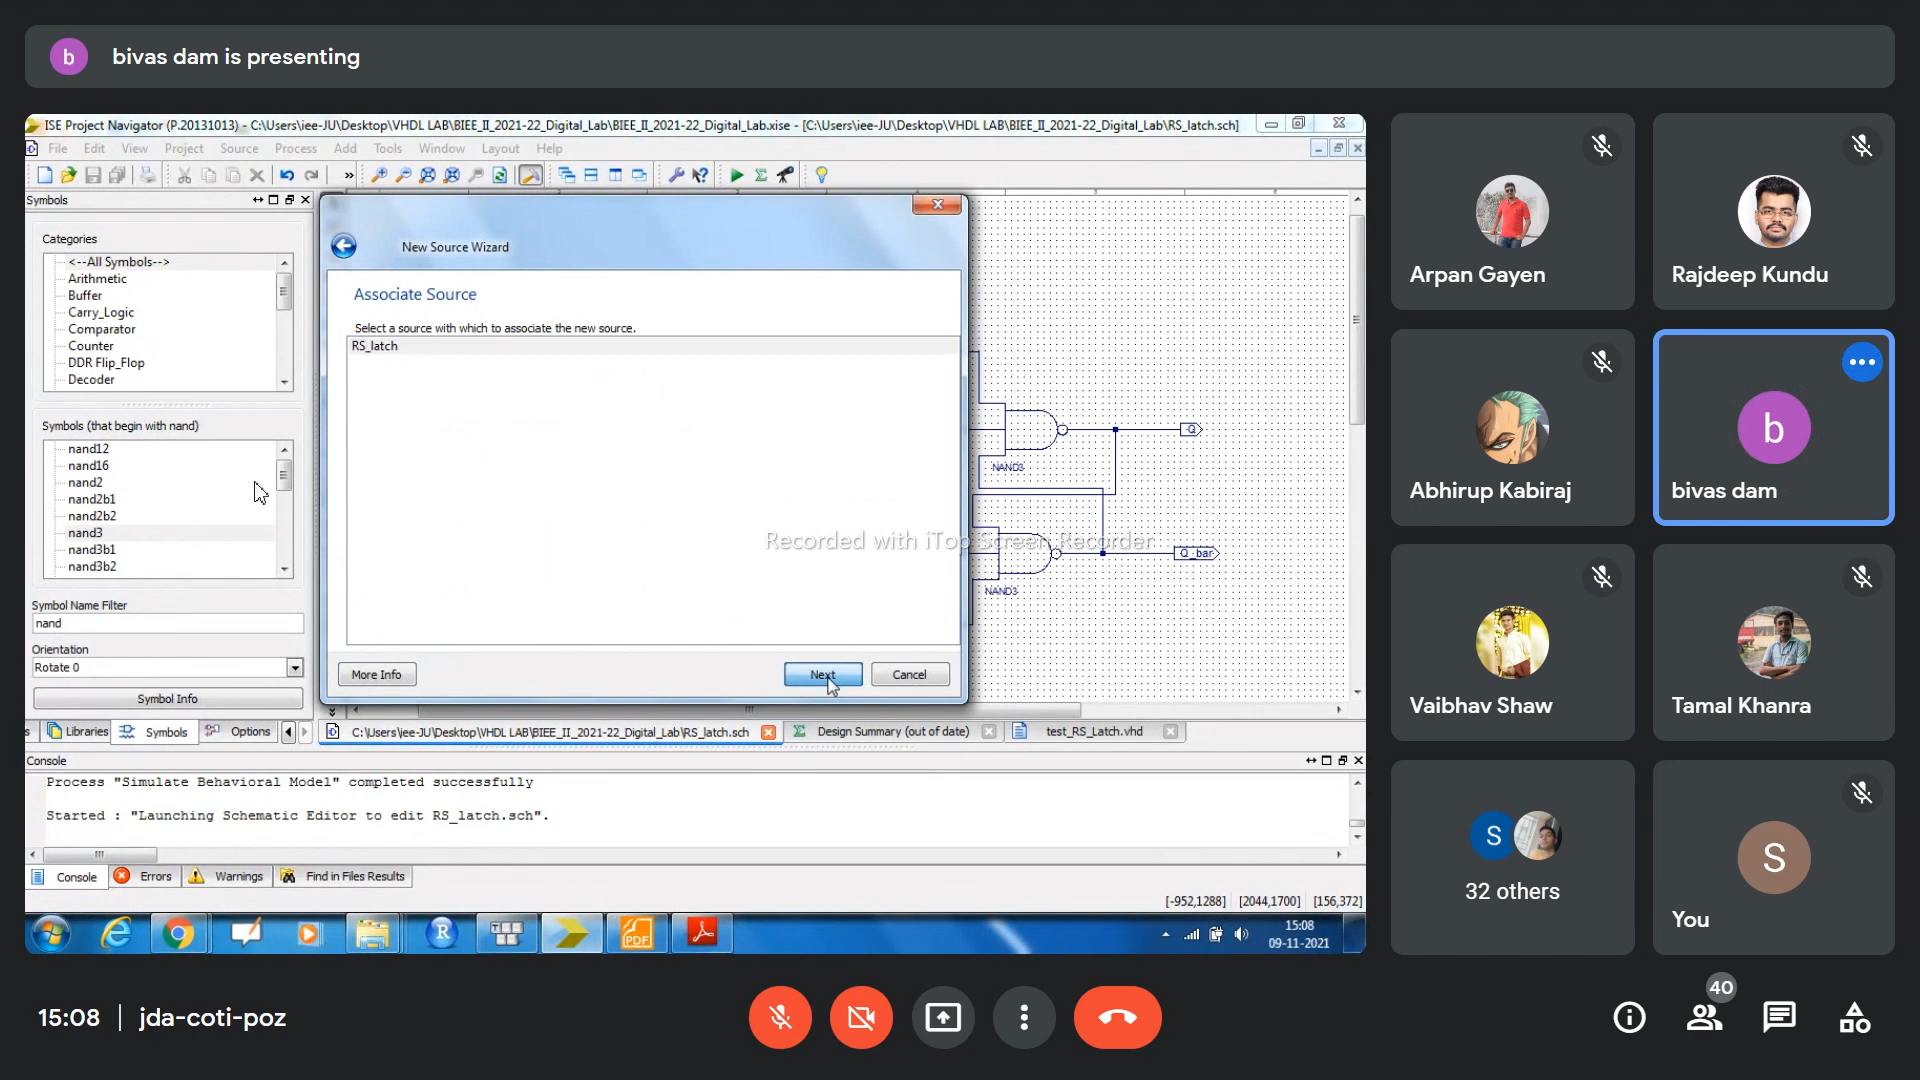 b bivas dam is presenting
ISE Project Navigator (P.20131013) - C:\Users\iee-JU\Desktop\VHDL LAB\BIEE_II_2021-22_Digital_Lab\BIEE_II_2021-22_Digital_Lab.xise - [C:\Users\iee-JU\Desktop\VHDL LAB\BIEE_II_2021-22_Digital_Lab\RS_latch.sch]
File Edit View Project Source Process Add Tools Window Layout Help
Symbols
Categories
<--All Symbols-->
Arithmetic
Buffer
Carry_Logic
Comparator
Counter
DDR Flip_Flop
Decoder
Symbols (that begin with nand)
nand12
nand16
nand2
nand2b1
nand2b2
nand3
nand3b1
nand3b2
Symbol Name Filter
nand
Orientation
Rotate 0
Symbol Info
New Source Wizard
Associate Source
Select a source with which to associate the new source.
RS_latch
More Info Next Cancel
Q
NAND3
Q_bar
NAND3
Recorded with iTop Screen Recorder
Libraries Symbols Options
C:\Users\iee-JU\Desktop\VHDL LAB\BIEE_II_2021-22_Digital_Lab\RS_latch.sch Design Summary (out of date) test_RS_Latch.vhd
Console
Process "Simulate Behavioral Model" completed successfully
Started : "Launching Schematic Editor to edit RS_latch.sch".
Console Errors Warnings Find in Files Results
[-952,1288] [2044,1700] [156,372]
R
PDF
15:08
09-11-2021
Arpan Gayen
Rajdeep Kundu
Abhirup Kabiraj
b
bivas dam
Vaibhav Shaw
Tamal Khanra
S
32 others
S
You
15:08 | jda-coti-poz
40